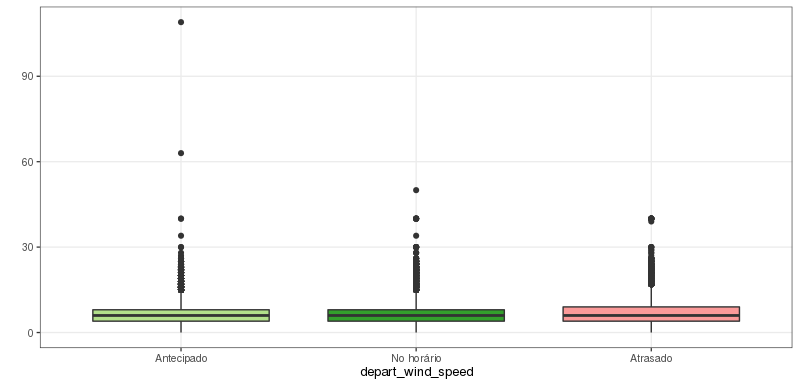 90
60
30
0
Antecipado No horário Atrasado
depart_wind_speed